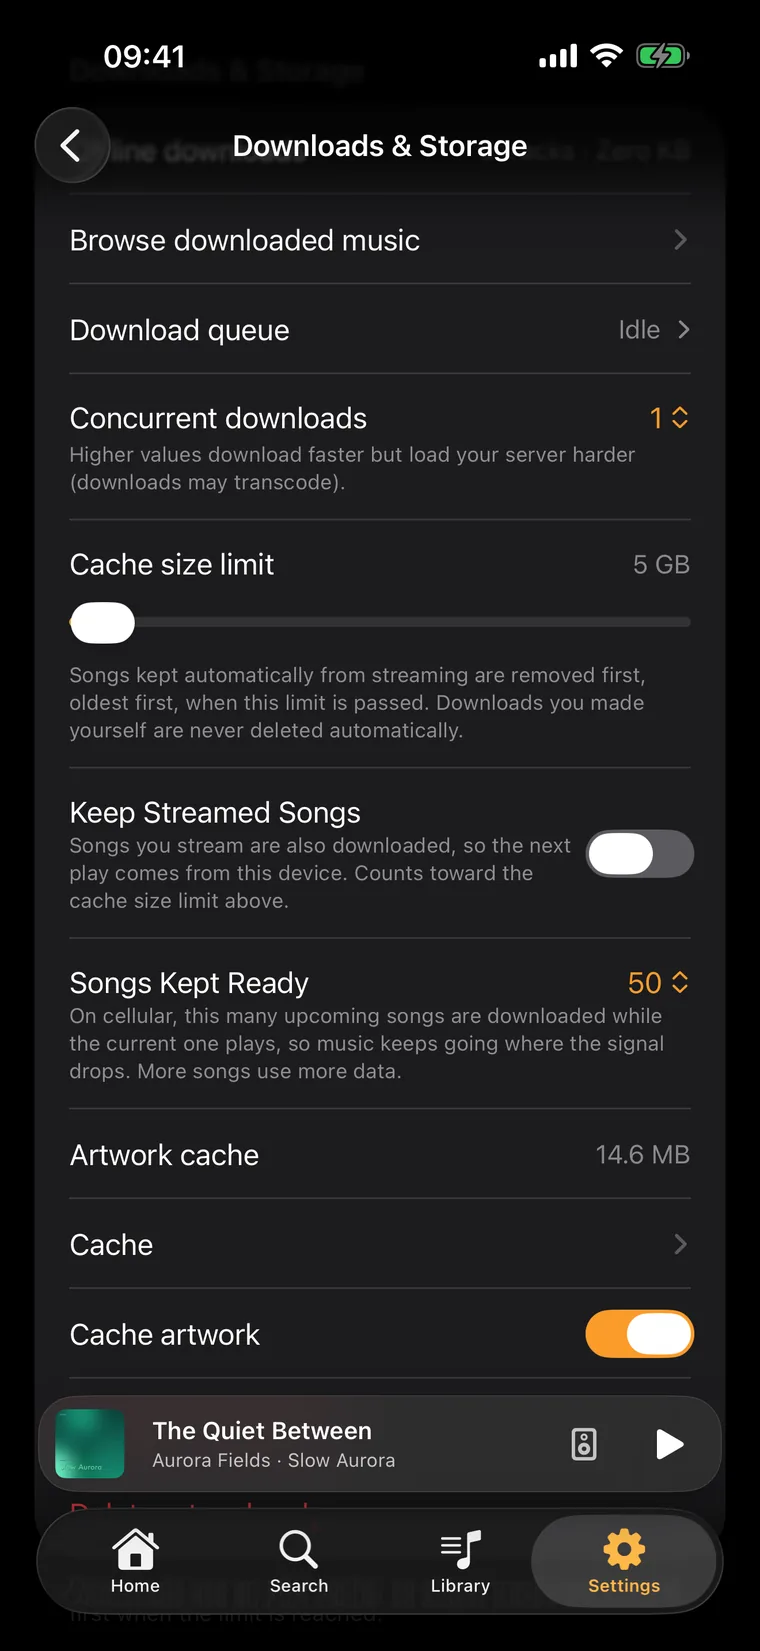 09:41
Downloads & Storage
Browse downloaded music
Download queue Idle
Concurrent downloads 1
Higher values download faster but load your server harder
(downloads may transcode).
Cache size limit 5 GB
Songs kept automatically from streaming are removed first,
oldest first, when this limit is passed. Downloads you made
yourself are never deleted automatically.
Keep Streamed Songs
Songs you stream are also downloaded, so the next
play comes from this device. Counts toward the
cache size limit above.
Songs Kept Ready 50
On cellular, this many upcoming songs are downloaded while
the current one plays, so music keeps going where the signal
drops. More songs use more data.
Artwork cache 14.6 MB
Cache
Cache artwork
The Quiet Between
Aurora Fields · Slow Aurora
Home Search Library Settings
first when the limit is reached.